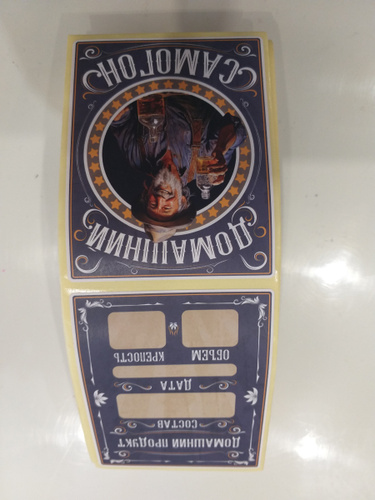 ДОМАШНИЙ ПРОДУКТ
СОСТАВ
ДАТА
ОБЪЕМ КРЕПОСТЬ
ДОМАШНИЙ
САМОГОН